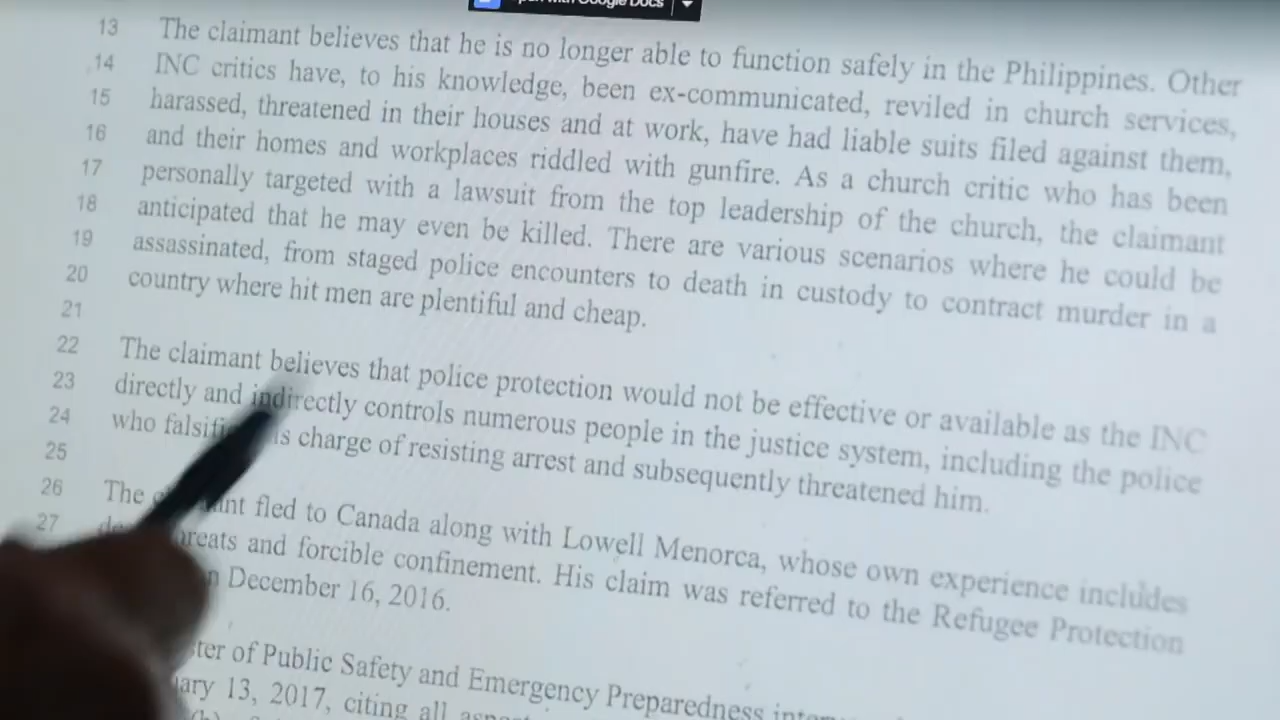 with Google Docs
13 The claimant believes that he is no longer able to function safely in the Philippines. Other
14 INC critics have, to his knowledge, been ex-communicated, reviled in church services,
15 harassed, threatened in their houses and at work, have had liable suits filed against them,
16 and their homes and workplaces riddled with gunfire. As a church critic who has been
17 personally targeted with a lawsuit from the top leadership of the church, the claimant
18 anticipated that he may even be killed. There are various scenarios where he could be
19 assassinated, from staged police encounters to death in custody to contract murder in a
20 country where hit men are plentiful and cheap.
21
22 The claimant believes that police protection would not be effective or available as the INC
23 directly and indirectly controls numerous people in the justice system, including the police
24 who charge of resisting arrest and subsequently threatened him.
25
26 The fled to Canada along with Lowell Menorca, whose own experience includes
27 and forcible confinement. His claim was referred to the Refugee Protection
December 16, 2016.
of Public Safety and Emergency Preparedness
13, 2017, citing all